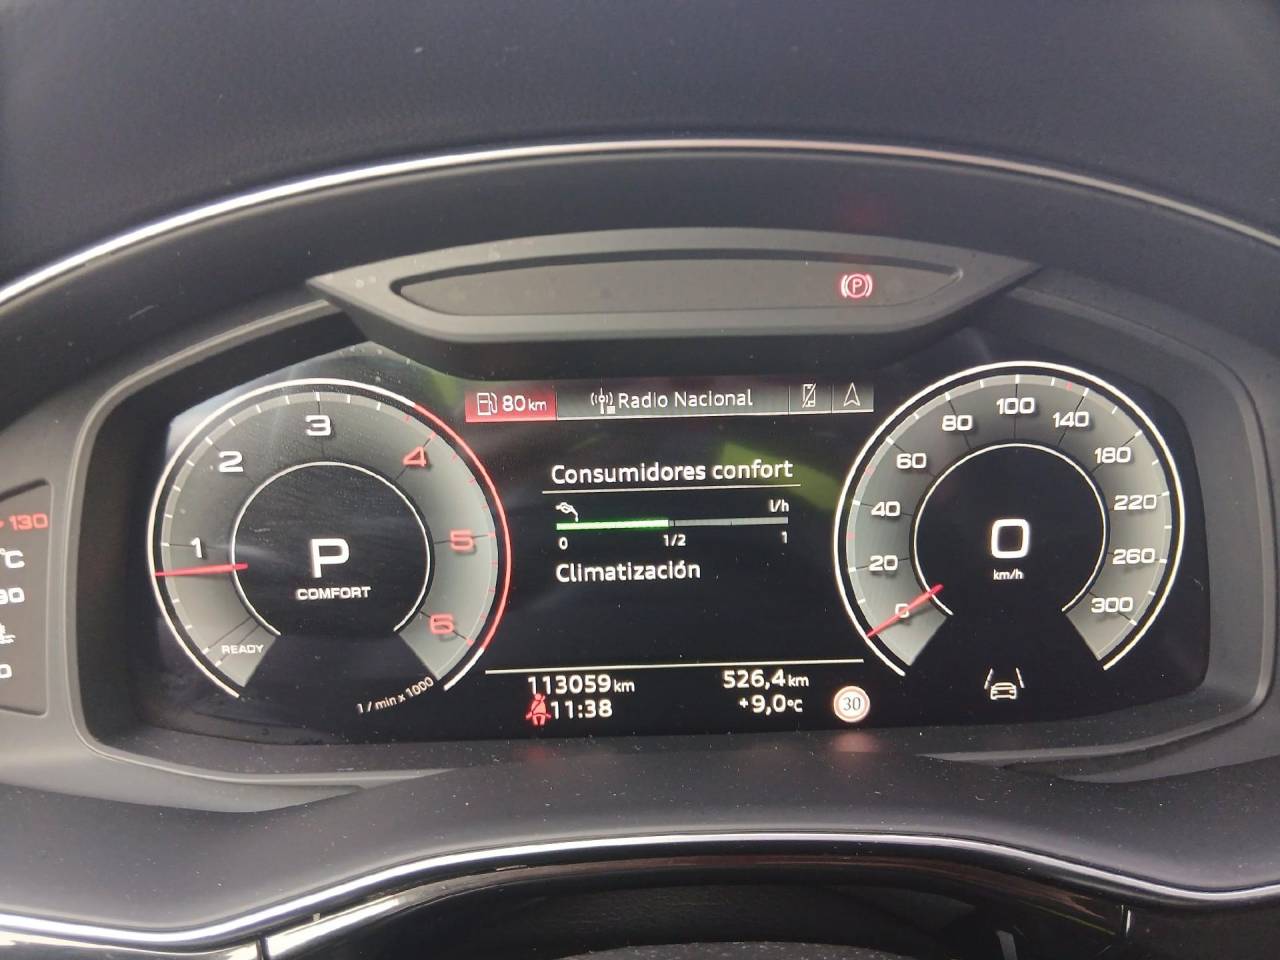 P
80 km
Radio Nacional
Consumidores confort
l/h
0
1/2
1
Climatización
113059 km
526,4 km
11:38
+9,0°C
30
1
2
3
4
5
6
P
COMFORT
READY
1 / min x 1000
0
20
40
60
80
100
140
180
220
260
300
0
km/h
130
°C
90